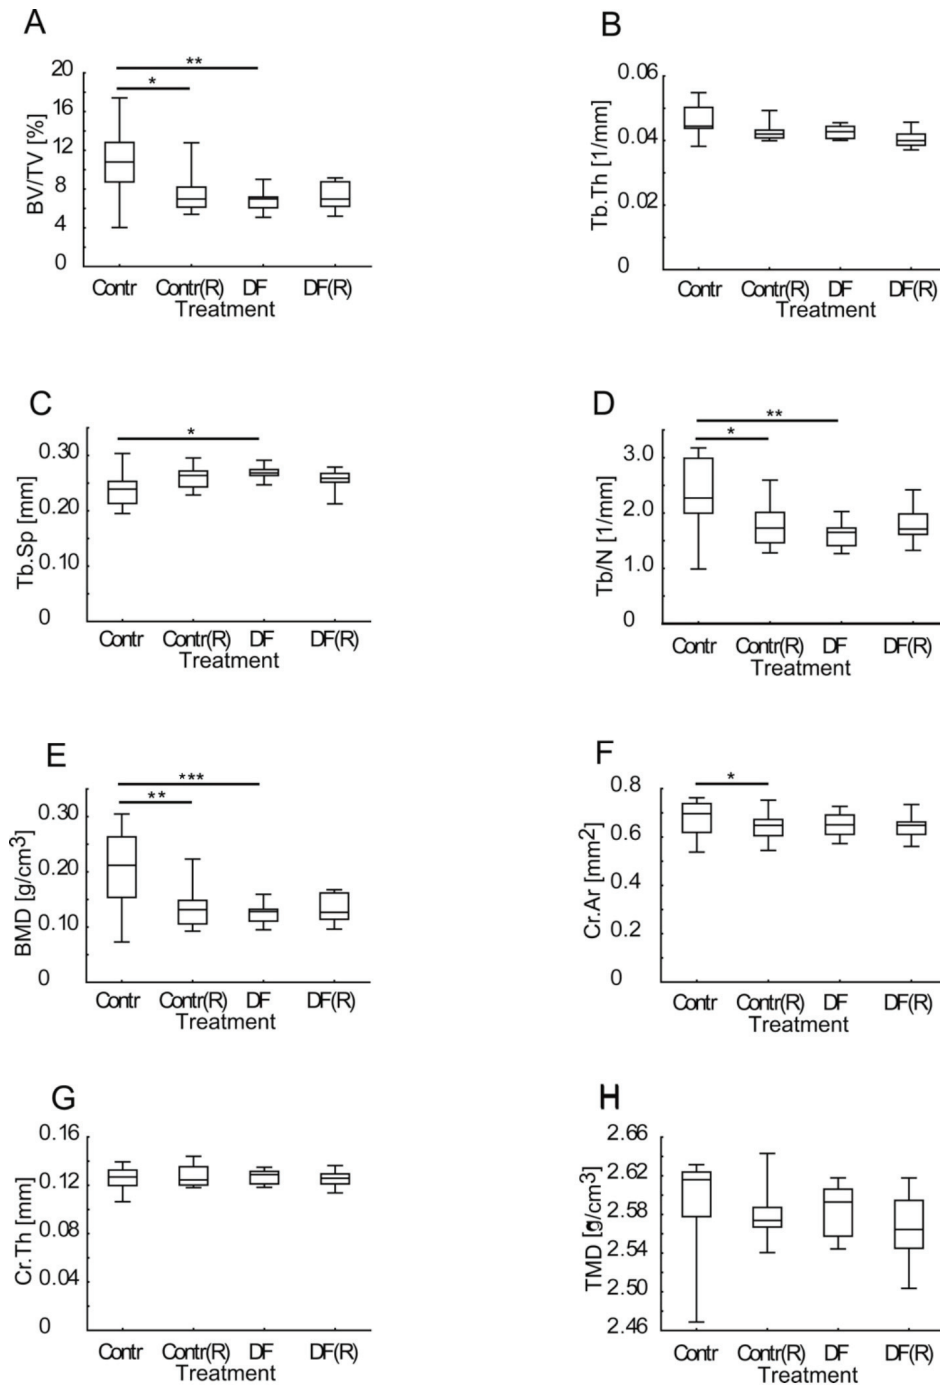 A
**
*
20
16
12
8
4
0
BV/TV [%]
Contr Contr(R) DF DF(R)
Treatment
B
0.06
0.04
0.02
0
Tb.Th [1/mm]
Contr Contr(R) DF DF(R)
Treatment
C
*
0.30
0.20
0.10
0
Tb.Sp [mm]
Contr Contr(R) DF DF(R)
Treatment
D
**
*
3.0
2.0
1.0
0
Tb/N [1/mm]
Contr Contr(R) DF DF(R)
Treatment
E
***
**
0.30
0.20
0.10
0
BMD [g/cm3]
Contr Contr(R) DF DF(R)
Treatment
F
*
0.8
0.6
0.4
0.2
0
Cr.Ar [mm2]
Contr Contr(R) DF DF(R)
Treatment
G
0.16
0.12
0.08
0.04
0
Cr.Th [mm]
Contr Contr(R) DF DF(R)
Treatment
H
2.66
2.62
2.58
2.54
2.50
2.46
TMD [g/cm3]
Contr Contr(R) DF DF(R)
Treatment